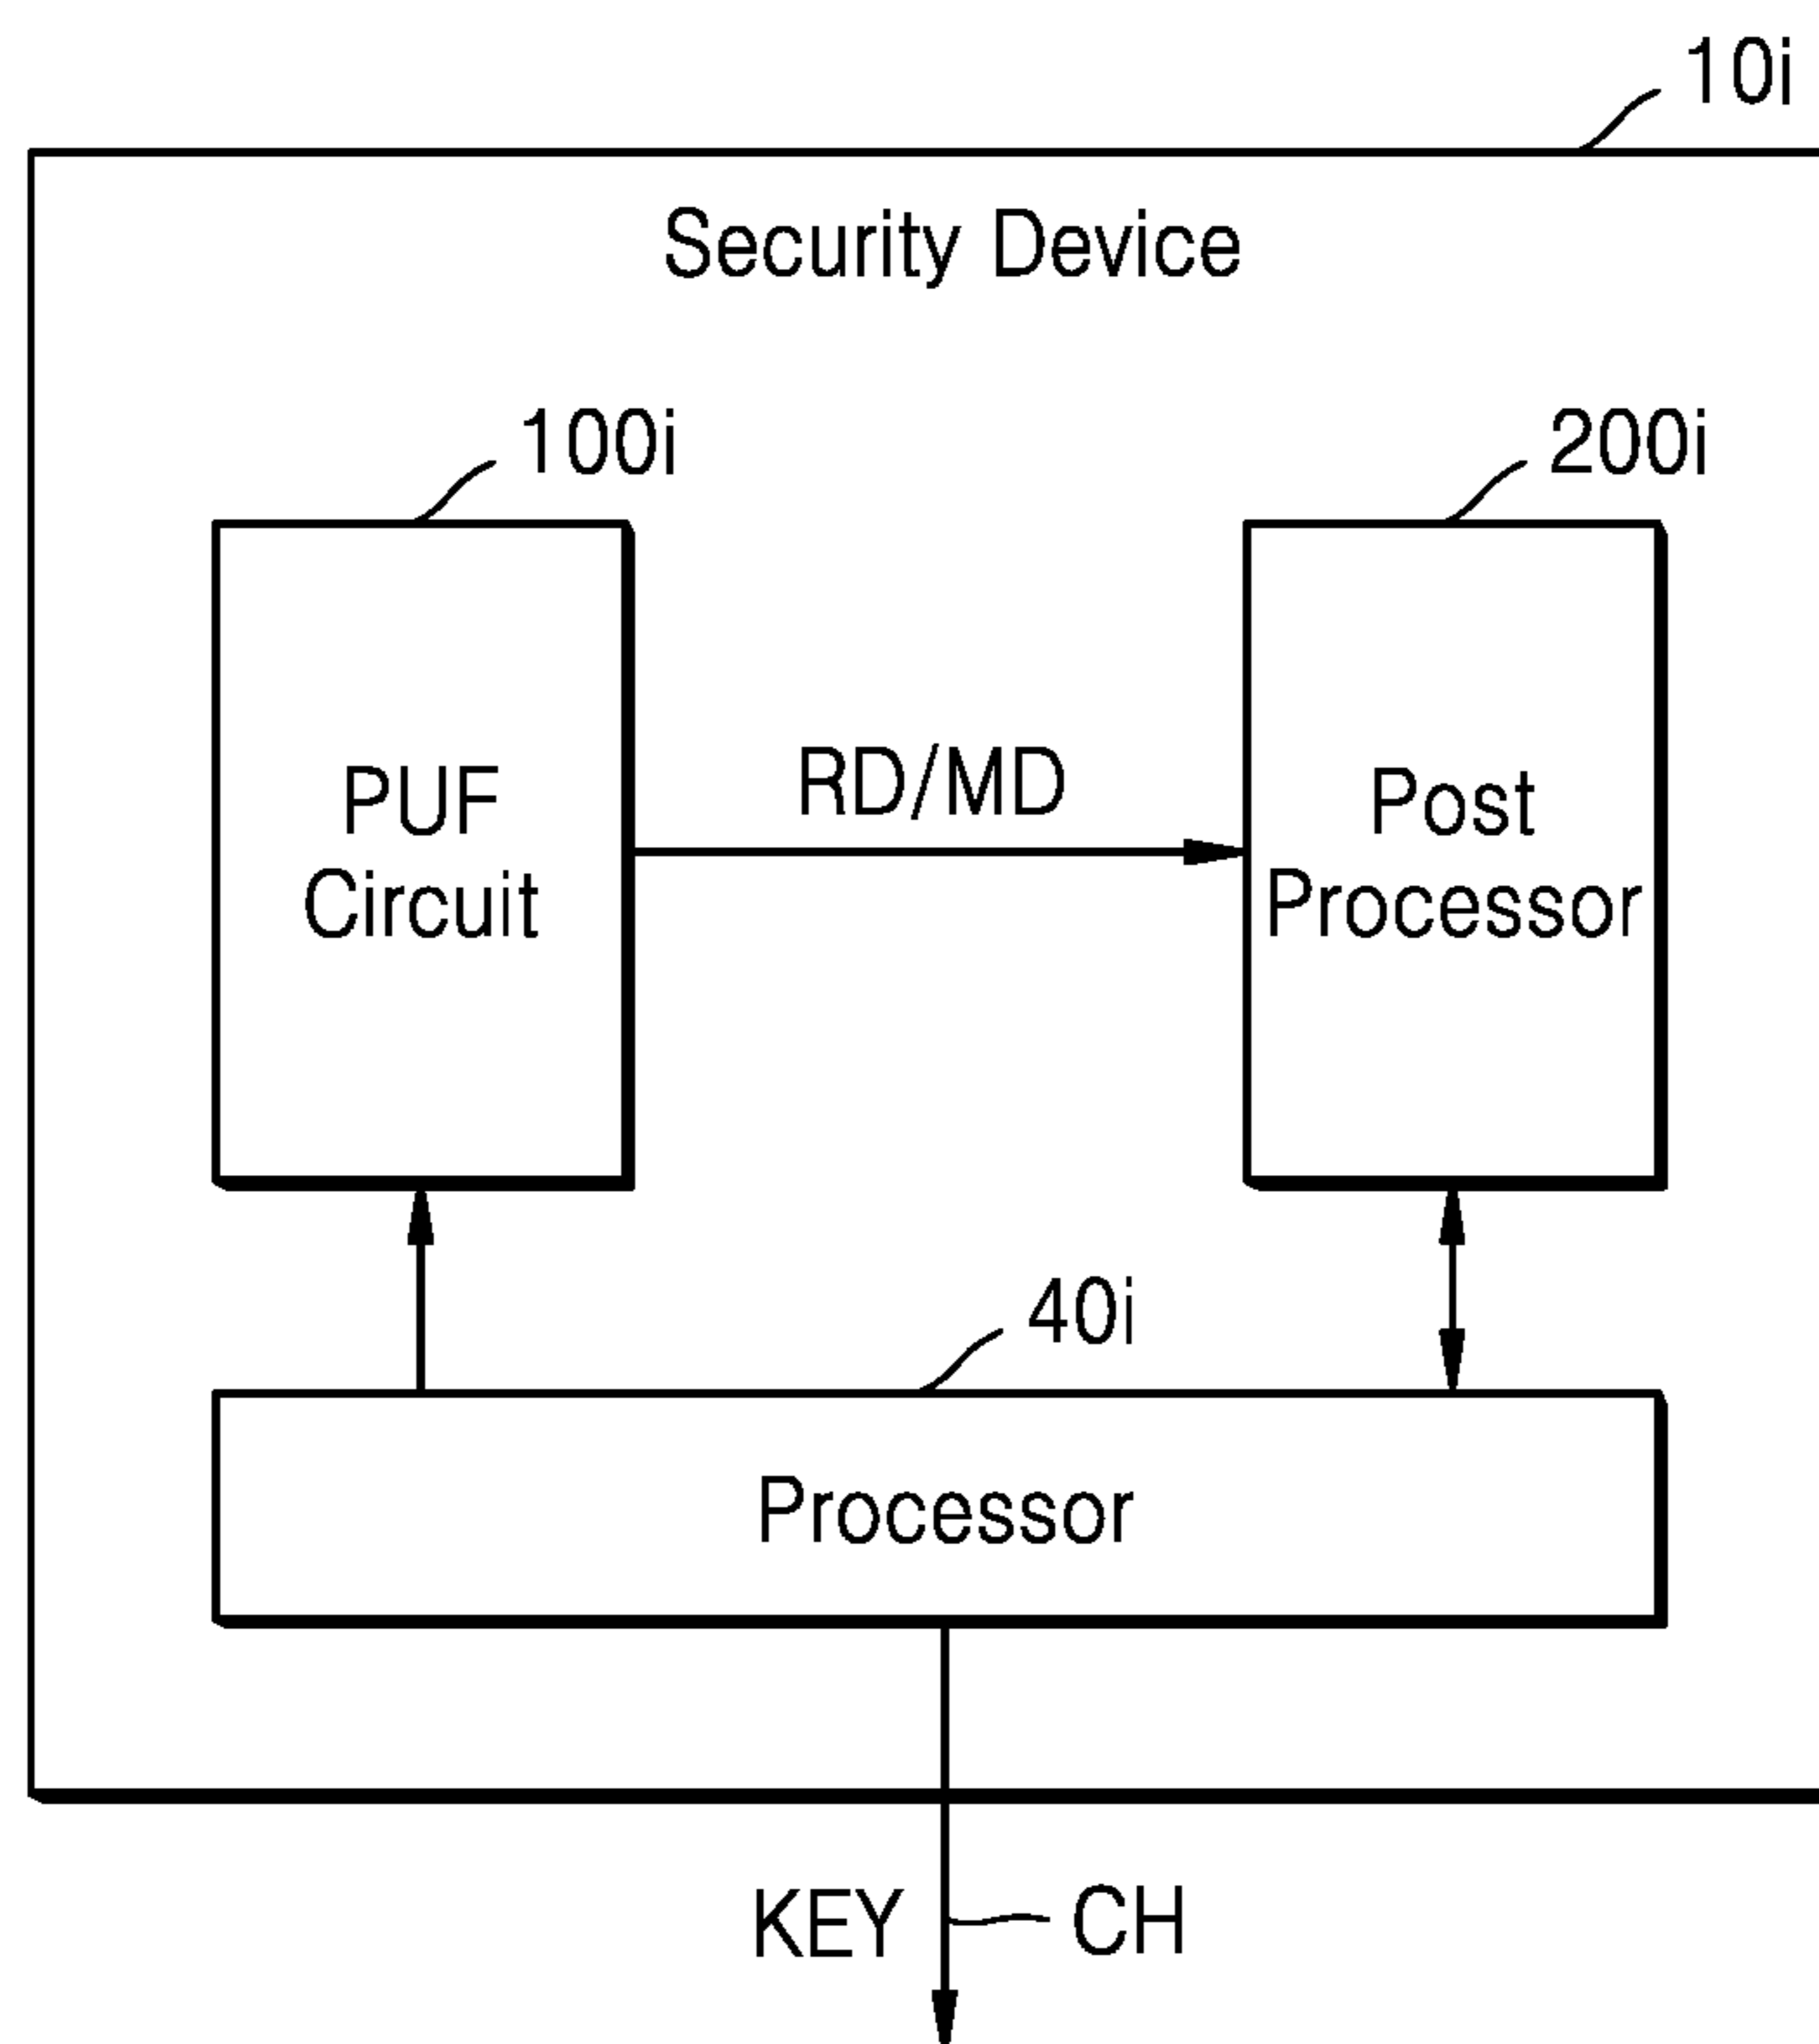 10i
Security Device
100i
200i
RD/MD
PUF
Circuit
Post
Processor
40i
Processor
KEY
CH